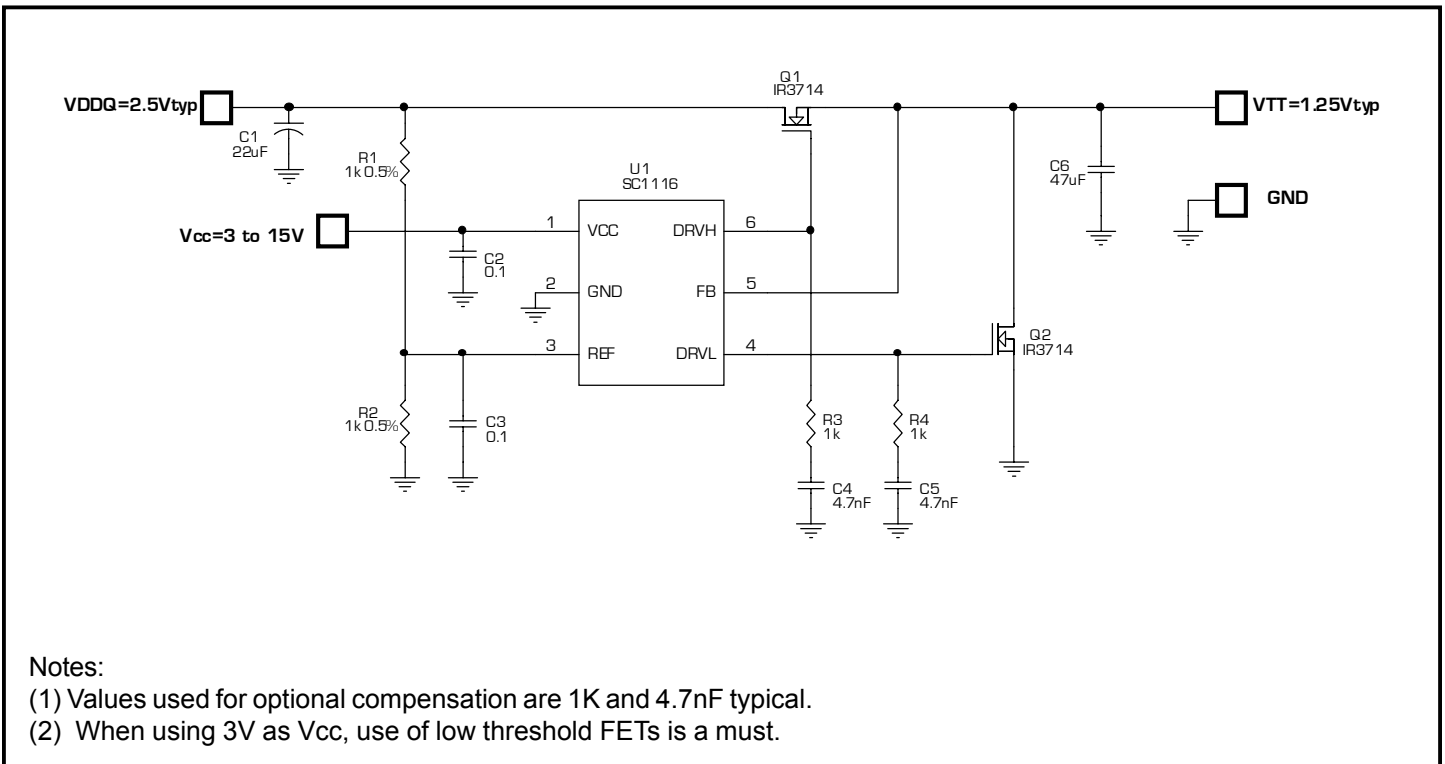 Q1
IR3714
VDDQ=2.5Vtyp
VTT=1.25Vtyp
C1
22uF
R1
1k 0.5%
U1
SC1116
C6
47uF
GND
Vcc=3 to 15V
1
VCC
DRVH
6
C2
0.1
2
GND
FB
5
3
REF
DRVL
4
Q2
IR3714
R2
1k 0.5%
C3
0.1
R3
1k
R4
1k
C4
4.7nF
C5
4.7nF
Notes:
(1) Values used for optional compensation are 1K and 4.7nF typical.
(2) When using 3V as Vcc, use of low threshold FETs is a must.